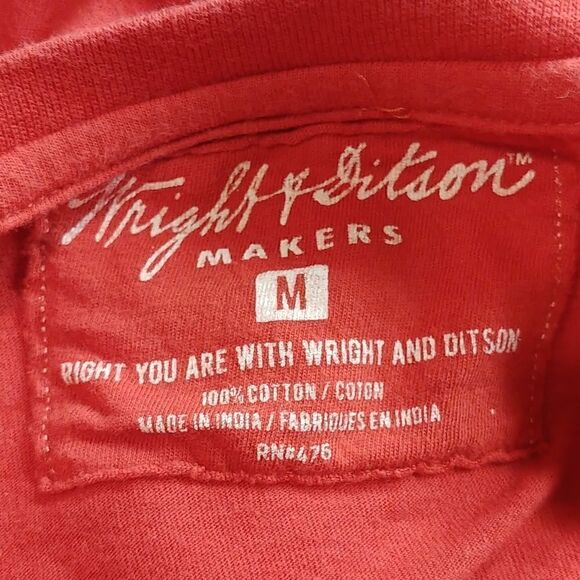 Wright & Ditson™
MAKERS
M
RIGHT YOU ARE WITH WRIGHT AND DITSON
100% COTTON / COTON
MADE IN INDIA / FABRIQUES EN INDIA
RN#476